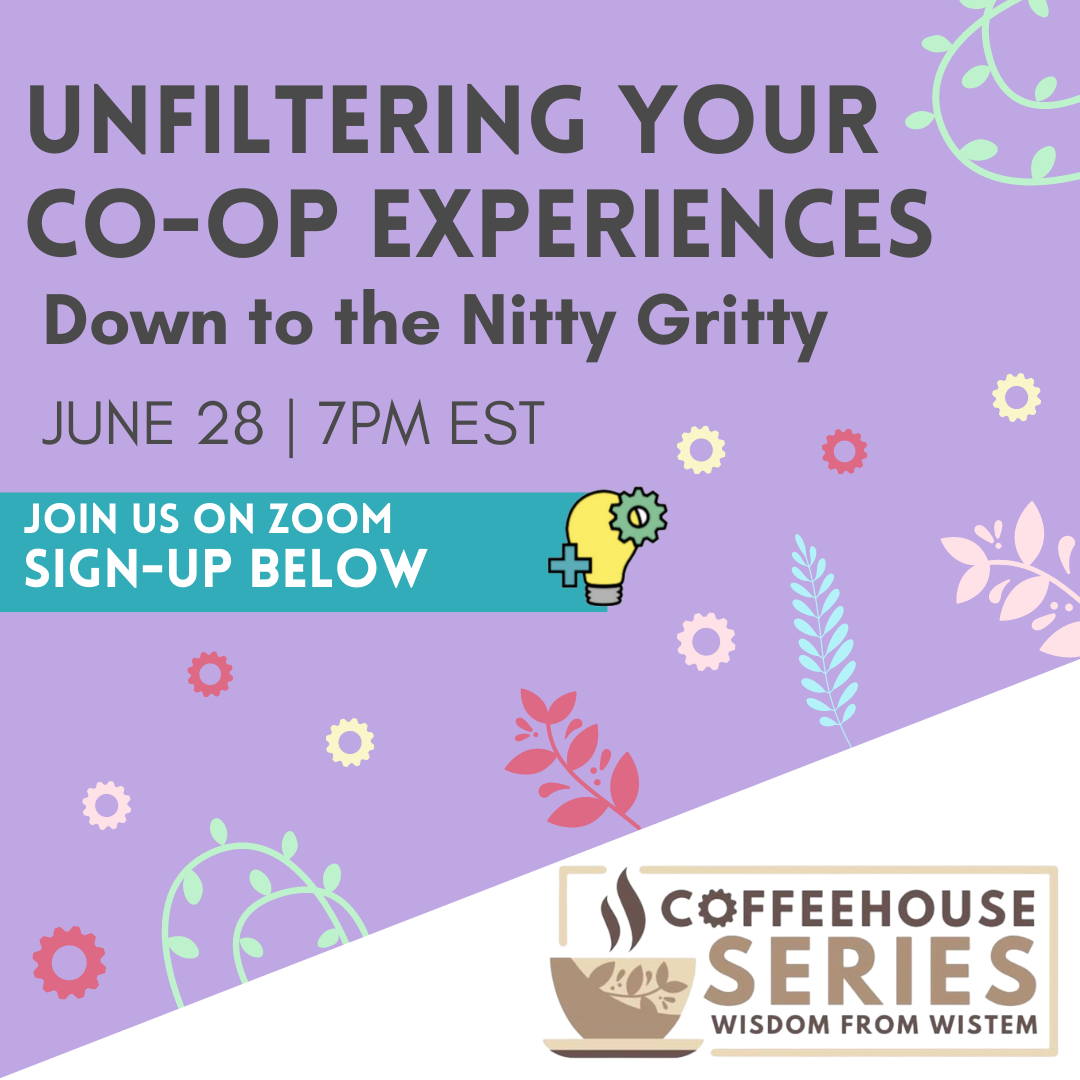 UNFILTERING YOUR
CO-OP EXPERIENCES
Down to the Nitty Gritty
JUNE 28 | 7PM EST
JOIN US ON ZOOM
SIGN-UP BELOW
COFFEEHOUSE
SERIES
WISDOM FROM WISTEM